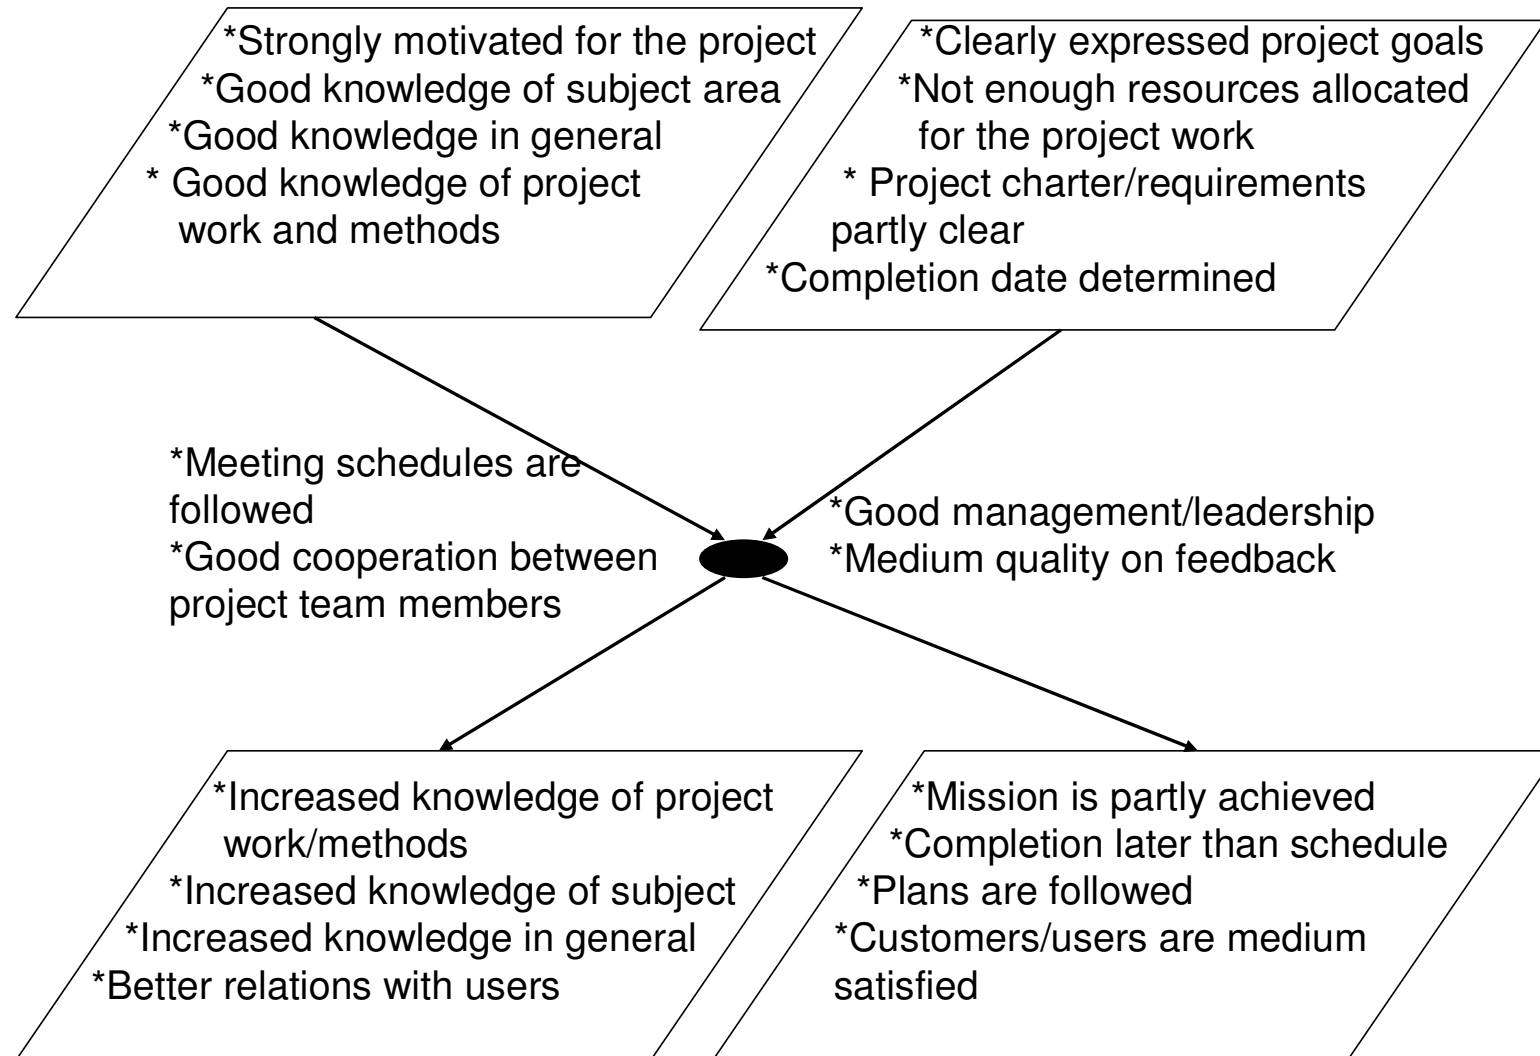 *Strongly motivated for the project
*Good knowledge of subject area
*Good knowledge in general
* Good knowledge of project
work and methods
*Clearly expressed project goals
*Not enough resources allocated
for the project work
* Project charter/requirements
partly clear
*Completion date determined
*Meeting schedules are
followed
*Good cooperation between
project team members
*Good management/leadership
*Medium quality on feedback
*Increased knowledge of project
work/methods
*Increased knowledge of subject
*Increased knowledge in general
*Better relations with users
*Mission is partly achieved
*Completion later than schedule
*Plans are followed
*Customers/users are medium
satisfied